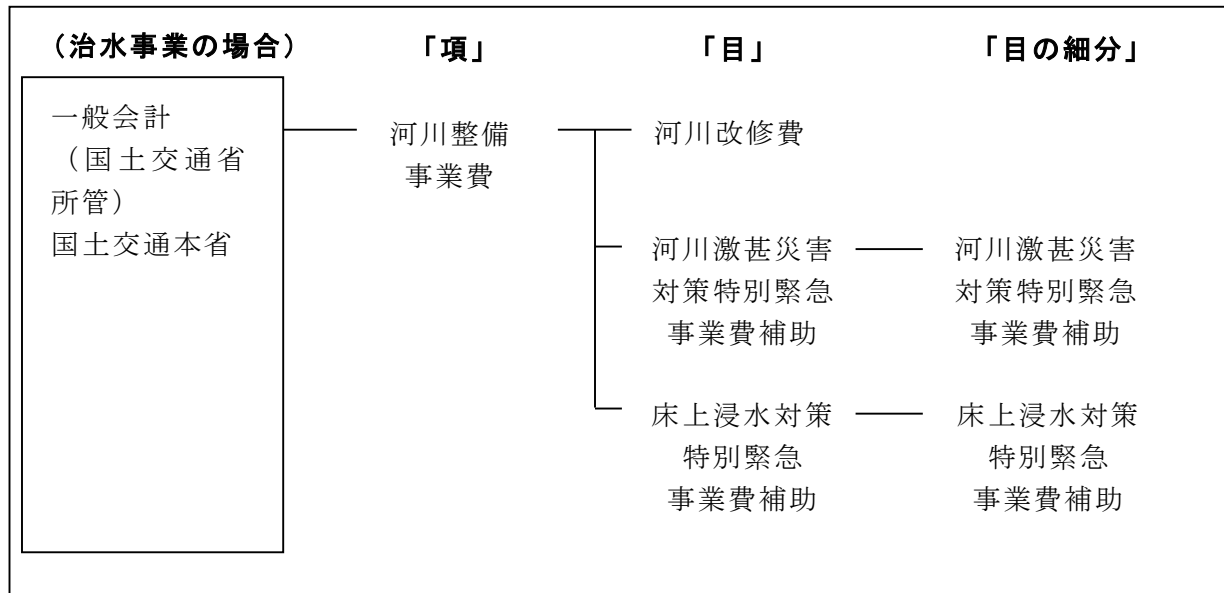 （治水事業の場合） 「項」 「目」 「目の細分」
一般会計
（国土交通省
所管）
国土交通本省
河川整備
事業費
河川改修費
河川激甚災害
対策特別緊急
事業費補助
河川激甚災害
対策特別緊急
事業費補助
床上浸水対策
特別緊急
事業費補助
床上浸水対策
特別緊急
事業費補助